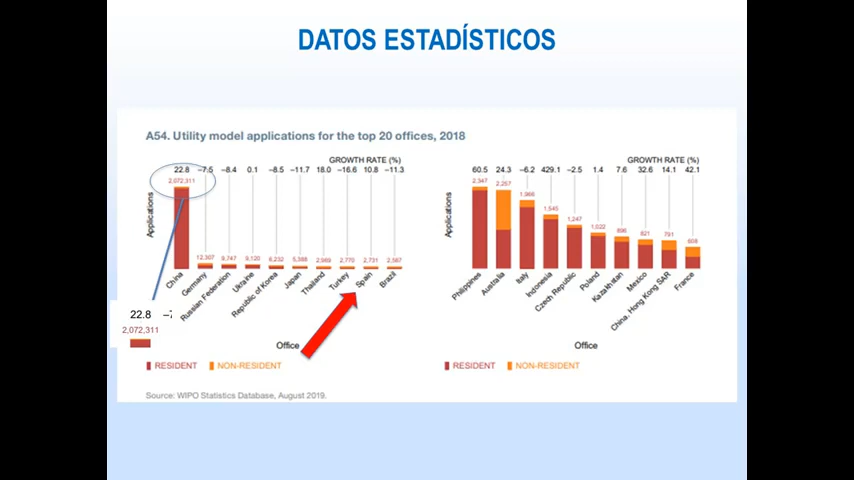 DATOS ESTADÍSTICOS
A54. Utility model applications for the top 20 offices, 2018
GROWTH RATE (%)
22.8 –7.5 –8.4 0.1 –8.5 –11.7 18.0 –16.6 10.8 –11.3
2,072,311
12,307 9,747 9,120 6,232 5,388 2,989 2,770 2,731 2,587
Applications
China Germany Russian Federation Ukraine Republic of Korea Japan Thailand Turkey Spain Brazil
Office
RESIDENT NON-RESIDENT
22.8
2,072,311
GROWTH RATE (%)
60.5 24.3 –6.2 429.1 –2.5 1.4 7.6 32.6 14.1 42.1
2,347 2,257 1,366 1,545 1,247 1,022 896 821 791 608
Applications
Philippines Australia Italy Indonesia Czech Republic Poland Kazakhstan Mexico China, Hong Kong SAR France
Office
RESIDENT NON-RESIDENT
Source: WIPO Statistics Database, August 2019.